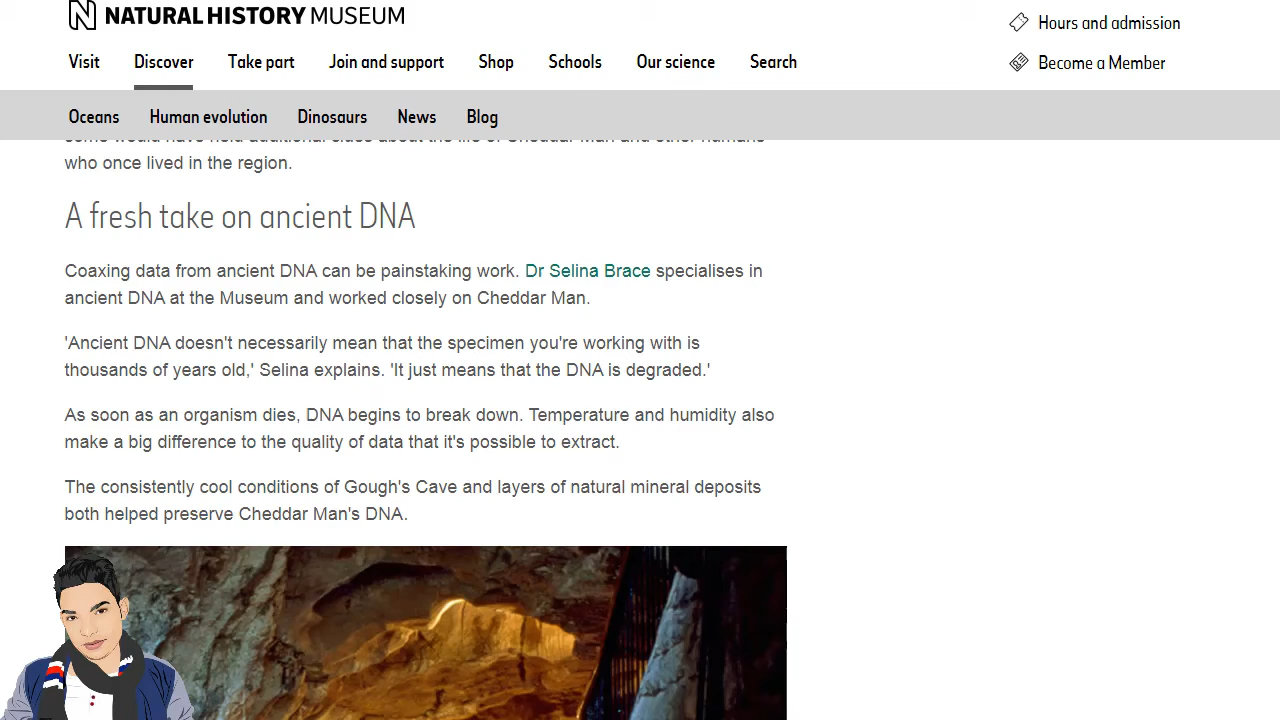 NATURAL HISTORY MUSEUM
Hours and admission
Visit Discover Take part Join and support Shop Schools Our science Search
Become a Member
Oceans Human evolution Dinosaurs News Blog
some would have held additional clues about the life of Cheddar Man and other humans
who once lived in the region.
A fresh take on ancient DNA
Coaxing data from ancient DNA can be painstaking work. Dr Selina Brace specialises in
ancient DNA at the Museum and worked closely on Cheddar Man.
'Ancient DNA doesn't necessarily mean that the specimen you're working with is
thousands of years old,' Selina explains. 'It just means that the DNA is degraded.'
As soon as an organism dies, DNA begins to break down. Temperature and humidity also
make a big difference to the quality of data that it's possible to extract.
The consistently cool conditions of Gough's Cave and layers of natural mineral deposits
both helped preserve Cheddar Man's DNA.